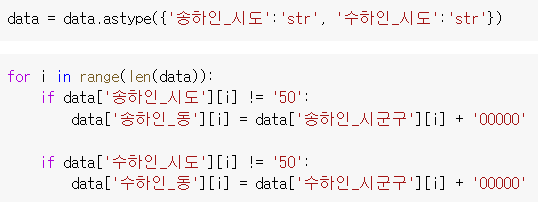 data = data.astype({'송하인_시도':'str', '수하인_시도':'str'})
for i in range(len(data)):
    if data['송하인_시도'][i] != '50':
        data['송하인_동'][i] = data['송하인_시군구'][i] + '00000'
    if data['수하인_시도'][i] != '50':
        data['수하인_동'][i] = data['수하인_시군구'][i] + '00000'